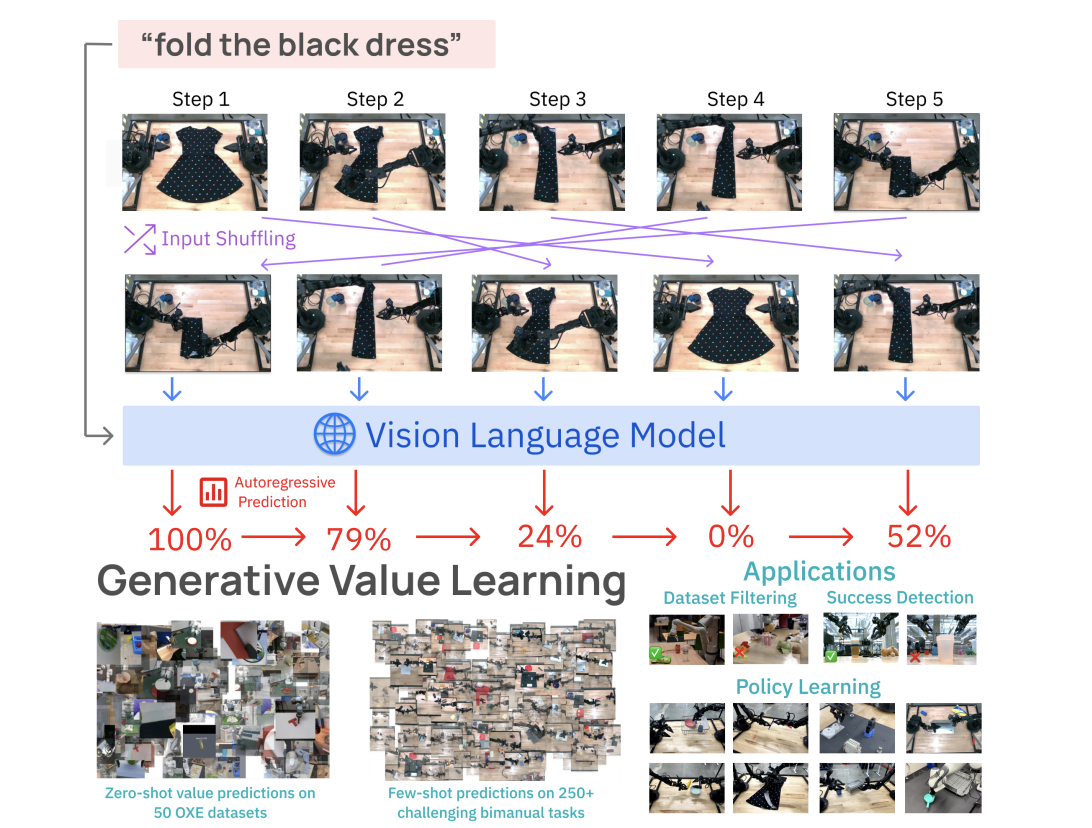 “fold the black dress”
Step 1
Step 2
Step 3
Step 4
Step 5
Input Shuffling
Vision Language Model
Autoregressive
Prediction
100%
79%
24%
0%
52%
Generative Value Learning
Zero-shot value predictions on
50 OXE datasets
Few-shot predictions on 250+
challenging bimanual tasks
Applications
Dataset Filtering
Success Detection
Policy Learning